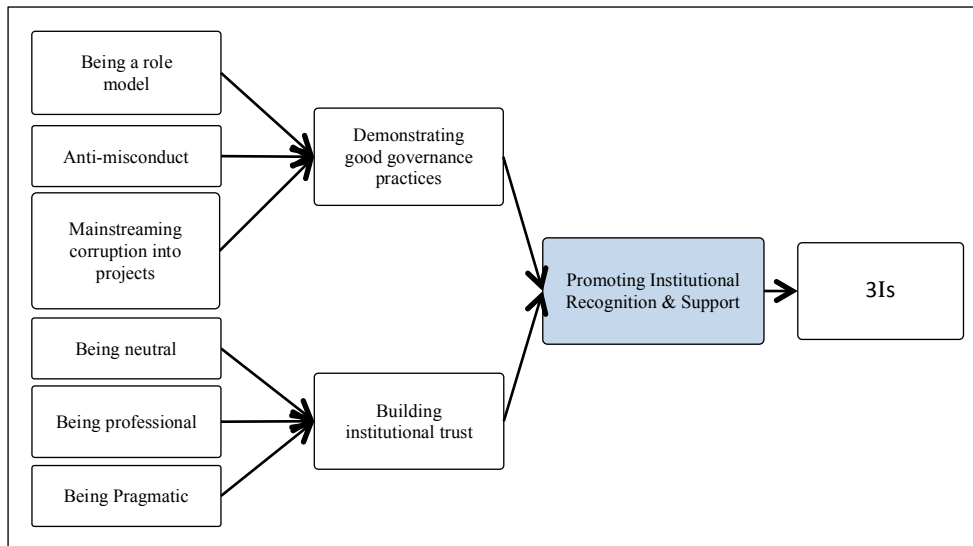 Being a role
model
Anti-misconduct
Mainstreaming
corruption into
projects
Being neutral
Being professional
Being Pragmatic
Demonstrating
good governance
practices
Building
institutional trust
Promoting Institutional
Recognition & Support
3Is